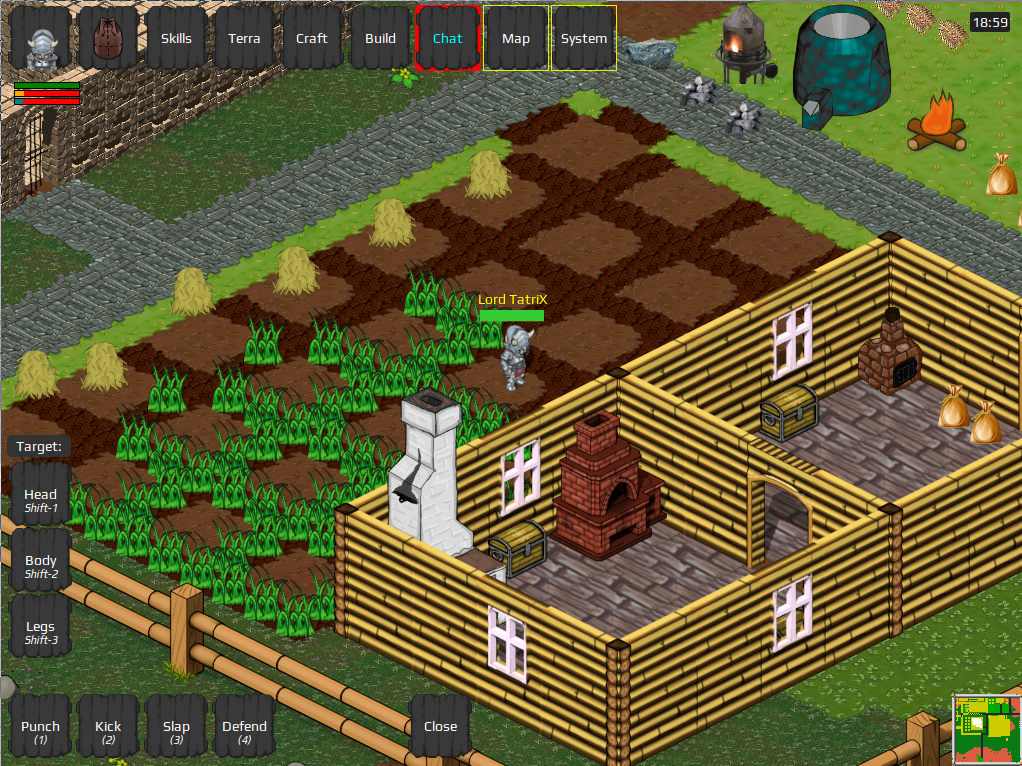 Skills
Terra
Craft
Build
Chat
Map
System
18:59
Lord TatriX
Target:
Head
Shift-1
Body
Shift-2
Legs
Shift-3
Punch
(1)
Kick
(2)
Slap
(3)
Defend
(4)
Close